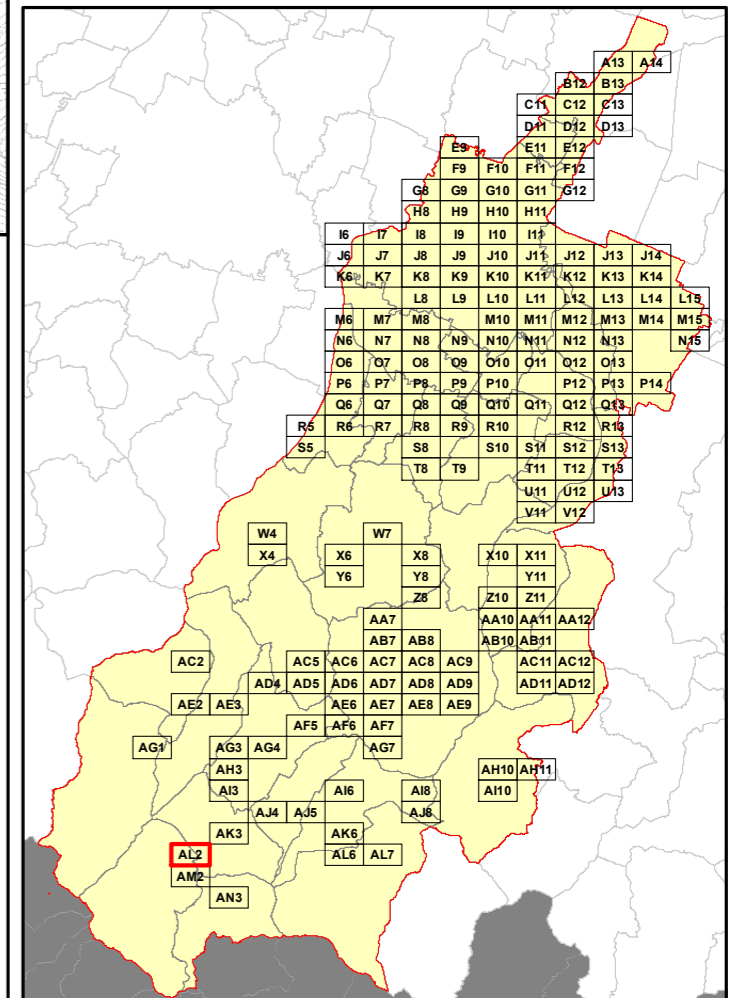 A13 A14
B12 B13
C11 C12 C13
D11 D12 D13
E9 E11 E12
F9 F10 F11 F12
G8 G9 G10 G11 G12
H8 H9 H10 H11
I6 I7 I8 I9 I10 I11
J6 J7 J8 J9 J10 J11 J12 J13 J14
K6 K7 K8 K9 K10 K11 K12 K13 K14
L8 L9 L10 L11 L12 L13 L14 L15
M6 M7 M8 M10 M11 M12 M13 M14 M15
N6 N7 N8 N9 N10 N11 N12 N13 N15
O6 O7 O8 O9 O10 O11 O12 O13
P6 P7 P8 P9 P10 P12 P13 P14
Q6 Q7 Q8 Q9 Q10 Q11 Q12 Q13
R5 R6 R7 R8 R9 R10 R12 R13
S5 S8 S10 S11 S12 S13
T8 T9 T11 T12 T13
U11 U12 U13
V11 V12
W4 W7
X4 X6 X8 X10 X11
Y6 Y8 Y11
Z8 Z10 Z11
AA7 AA10 AA11 AA12
AB7 AB8 AB10 AB11
AC2 AC5 AC6 AC7 AC8 AC9 AC11 AC12
AD4 AD5 AD6 AD7 AD8 AD9 AD11 AD12
AE2 AE3 AE6 AE7 AE8 AE9
AF5 AF6 AF7
AG1 AG3 AG4 AG7
AH3 AH10 AH11
AI3 AI6 AI8 AI10
AJ4 AJ5 AJ8
AK3 AK6
AL2 AL6 AL7
AM2
AN3